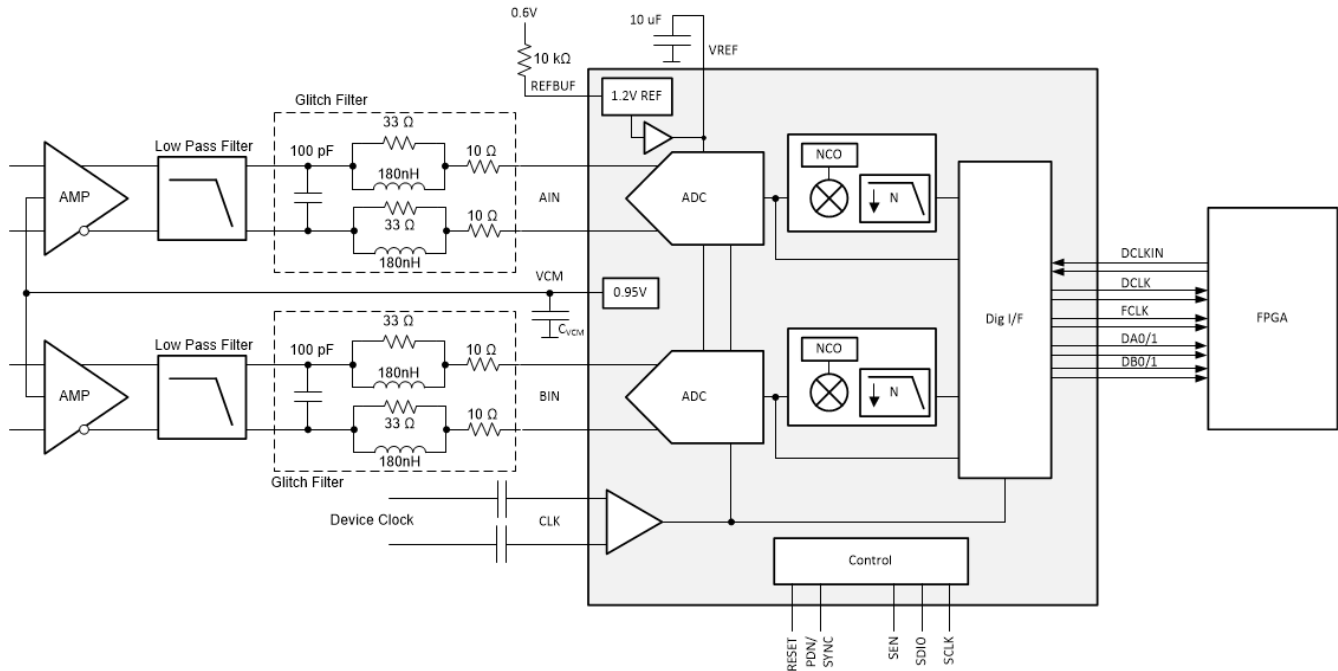 0.6V
10 kΩ
REFBUF
10 uF
VREF
1.2V REF
Glitch Filter
Low Pass Filter
100 pF
33 Ω
180nH
10 Ω
33 Ω
180nH
10 Ω
AMP
AIN
ADC
NCO
N
VCM
0.95V
CVCM
Low Pass Filter
100 pF
33 Ω
180nH
10 Ω
33 Ω
180nH
10 Ω
Glitch Filter
AMP
BIN
ADC
NCO
N
Dig I/F
DCLKIN
DCLK
FCLK
DA0/1
DB0/1
FPGA
Device Clock
CLK
Control
RESET
PDN/
SYNC
SEN
SDIO
SCLK